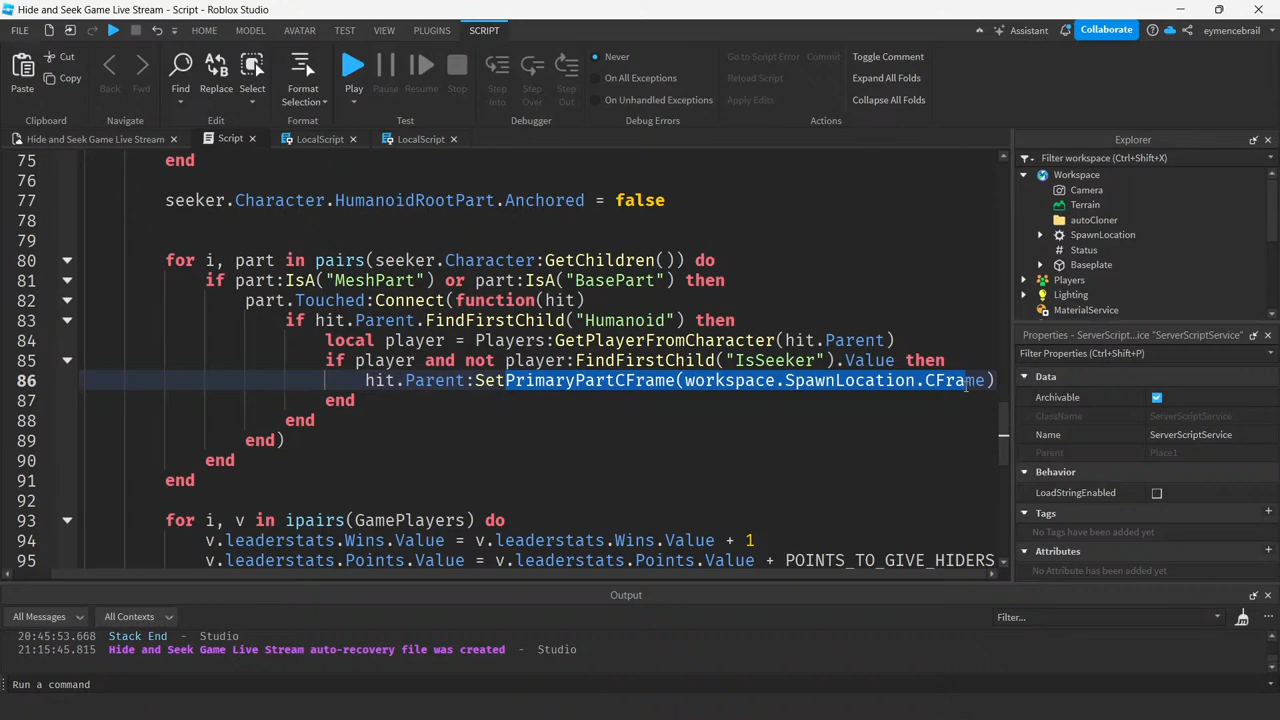 Hide and Seek Game Live Stream - Script - Roblox Studio
FILE HOME MODEL AVATAR TEST VIEW PLUGINS SCRIPT Assistant Collaborate eymencebrail
Paste Cut Copy Back Fwd Find Replace Select Format Selection Play Pause Resume Stop Step Into Step Over Step Out
Never
On All Exceptions
On Unhandled Exceptions
Go to Script Error Commit
Reload Script
Apply Edits
Toggle Comment
Expand All Folds
Collapse All Folds
Clipboard Navigate Edit Format Test Debugger Debug Errors Actions
Hide and Seek Game Live Stream Script LocalScript LocalScript
75 end
76
77 seeker.Character.HumanoidRootPart.Anchored = false
78
79
80 for i, part in pairs(seeker.Character:GetChildren()) do
81 if part:IsA("MeshPart") or part:IsA("BasePart") then
82 part.Touched:Connect(function(hit)
83 if hit.Parent.FindFirstChild("Humanoid") then
84 local player = Players:GetPlayerFromCharacter(hit.Parent)
85 if player and not player:FindFirstChild("IsSeeker").Value then
86 hit.Parent:SetPrimaryPartCFrame(workspace.SpawnLocation.CFrame)
87 end
88 end
89 end)
90 end
91 end
92
93 for i, v in ipairs(GamePlayers) do
94 v.leaderstats.Wins.Value = v.leaderstats.Wins.Value + 1
95 v.leaderstats.Points.Value = v.leaderstats.Points.Value + POINTS_TO_GIVE_HIDERS
Explorer
Filter workspace (Ctrl+Shift+X)
Workspace
Camera
Terrain
autoCloner
SpawnLocation
Status
Baseplate
Players
Lighting
MaterialService
Properties - ServerScript...ice "ServerScriptService"
Filter Properties (Ctrl+Shift+P)
Data
Archivable
ClassName ServerScriptService
Name ServerScriptService
Parent Place1
Behavior
LoadStringEnabled
Tags
No Tags have been added yet
Attributes
No Attribute has been added yet
Output
All Messages All Contexts Filter...
20:45:53.668 Stack End - Studio
21:15:45.815 Hide and Seek Game Live Stream auto-recovery file was created - Studio
Run a command